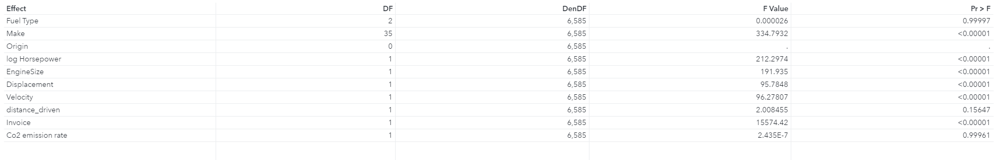 Effect DF DenDF F Value Pr > F
Fuel Type 2 6,585 0.000026 0.99997
Make 35 6,585 334.7932 <0.00001
Origin 0 6,585 . .
log Horsepower 1 6,585 212.2974 <0.00001
EngineSize 1 6,585 191.935 <0.00001
Displacement 1 6,585 95.7848 <0.00001
Velocity 1 6,585 96.27807 <0.00001
distance_driven 1 6,585 2.008455 0.15647
Invoice 1 6,585 15574.42 <0.00001
Co2 emission rate 1 6,585 2.435E-7 0.99961